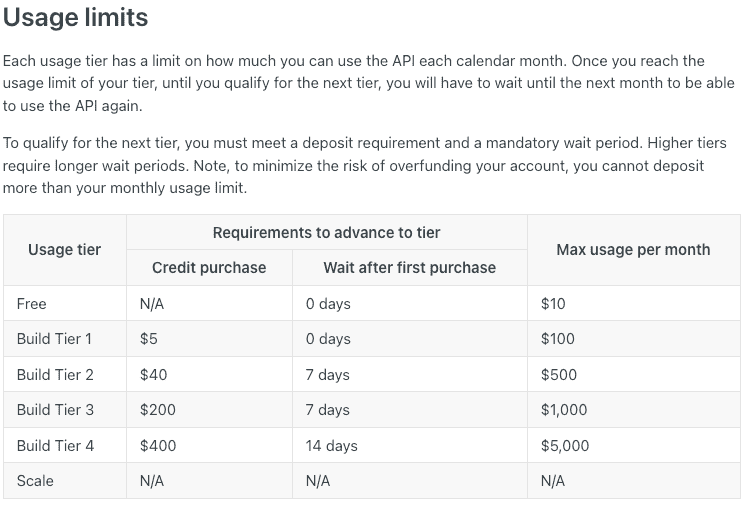 Usage limits
Each usage tier has a limit on how much you can use the API each calendar month. Once you reach the
usage limit of your tier, until you qualify for the next tier, you will have to wait until the next month to be able
to use the API again.
To qualify for the next tier, you must meet a deposit requirement and a mandatory wait period. Higher tiers
require longer wait periods. Note, to minimize the risk of overfunding your account, you cannot deposit
more than your monthly usage limit.
Usage tier Requirements to advance to tier Max usage per month
Credit purchase Wait after first purchase
Free N/A 0 days $10
Build Tier 1 $5 0 days $100
Build Tier 2 $40 7 days $500
Build Tier 3 $200 7 days $1,000
Build Tier 4 $400 14 days $5,000
Scale N/A N/A N/A